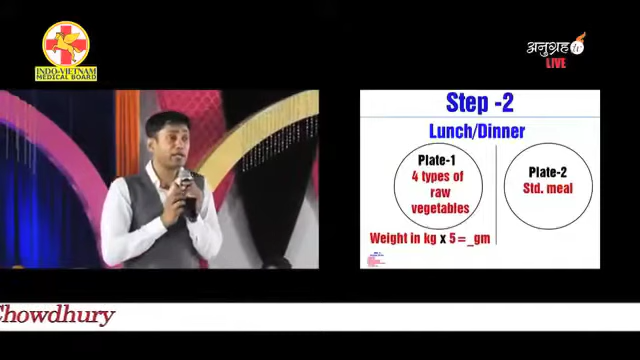 INDO-VIETNAM
MEDICAL BOARD
अनुग्रह tv
LIVE
Step -2
Lunch/Dinner
Plate-1
4 types of
raw
vegetables
Plate-2
Std. meal
Weight in kg x 5 = _gm
Chowdhury